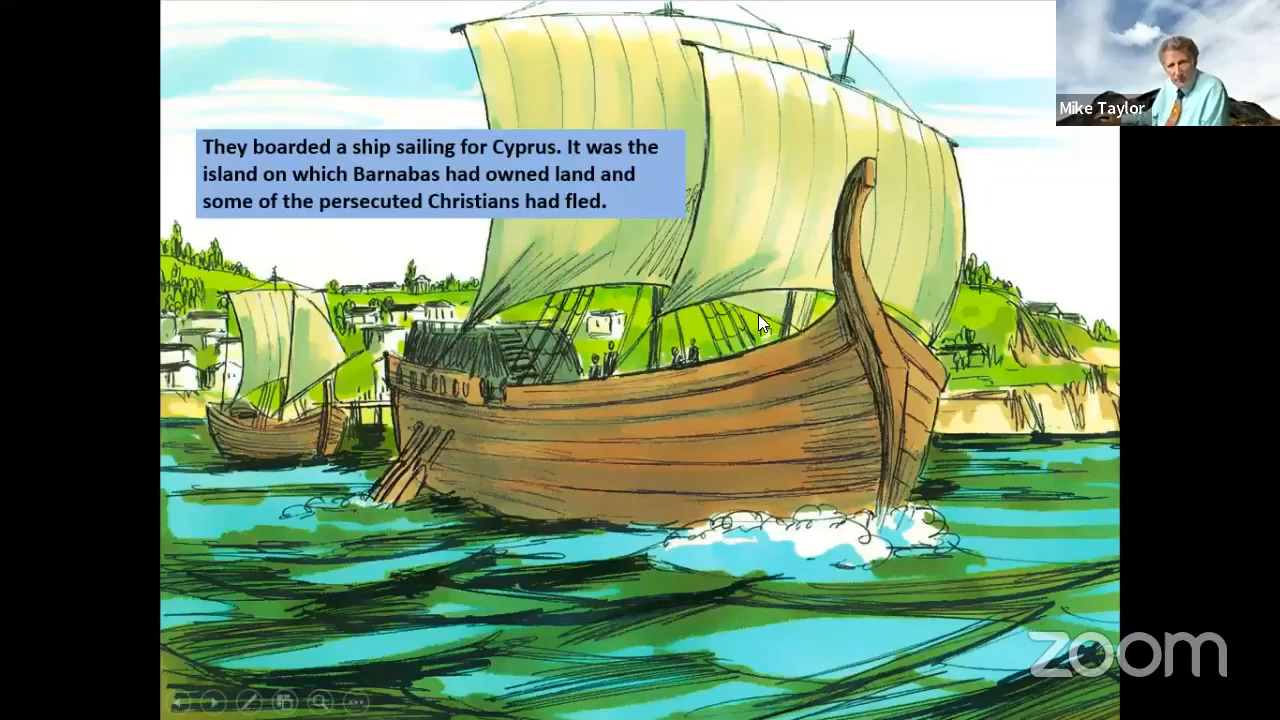 They boarded a ship sailing for Cyprus. It was the
island on which Barnabas had owned land and
some of the persecuted Christians had fled.
Mike Taylor
zoom